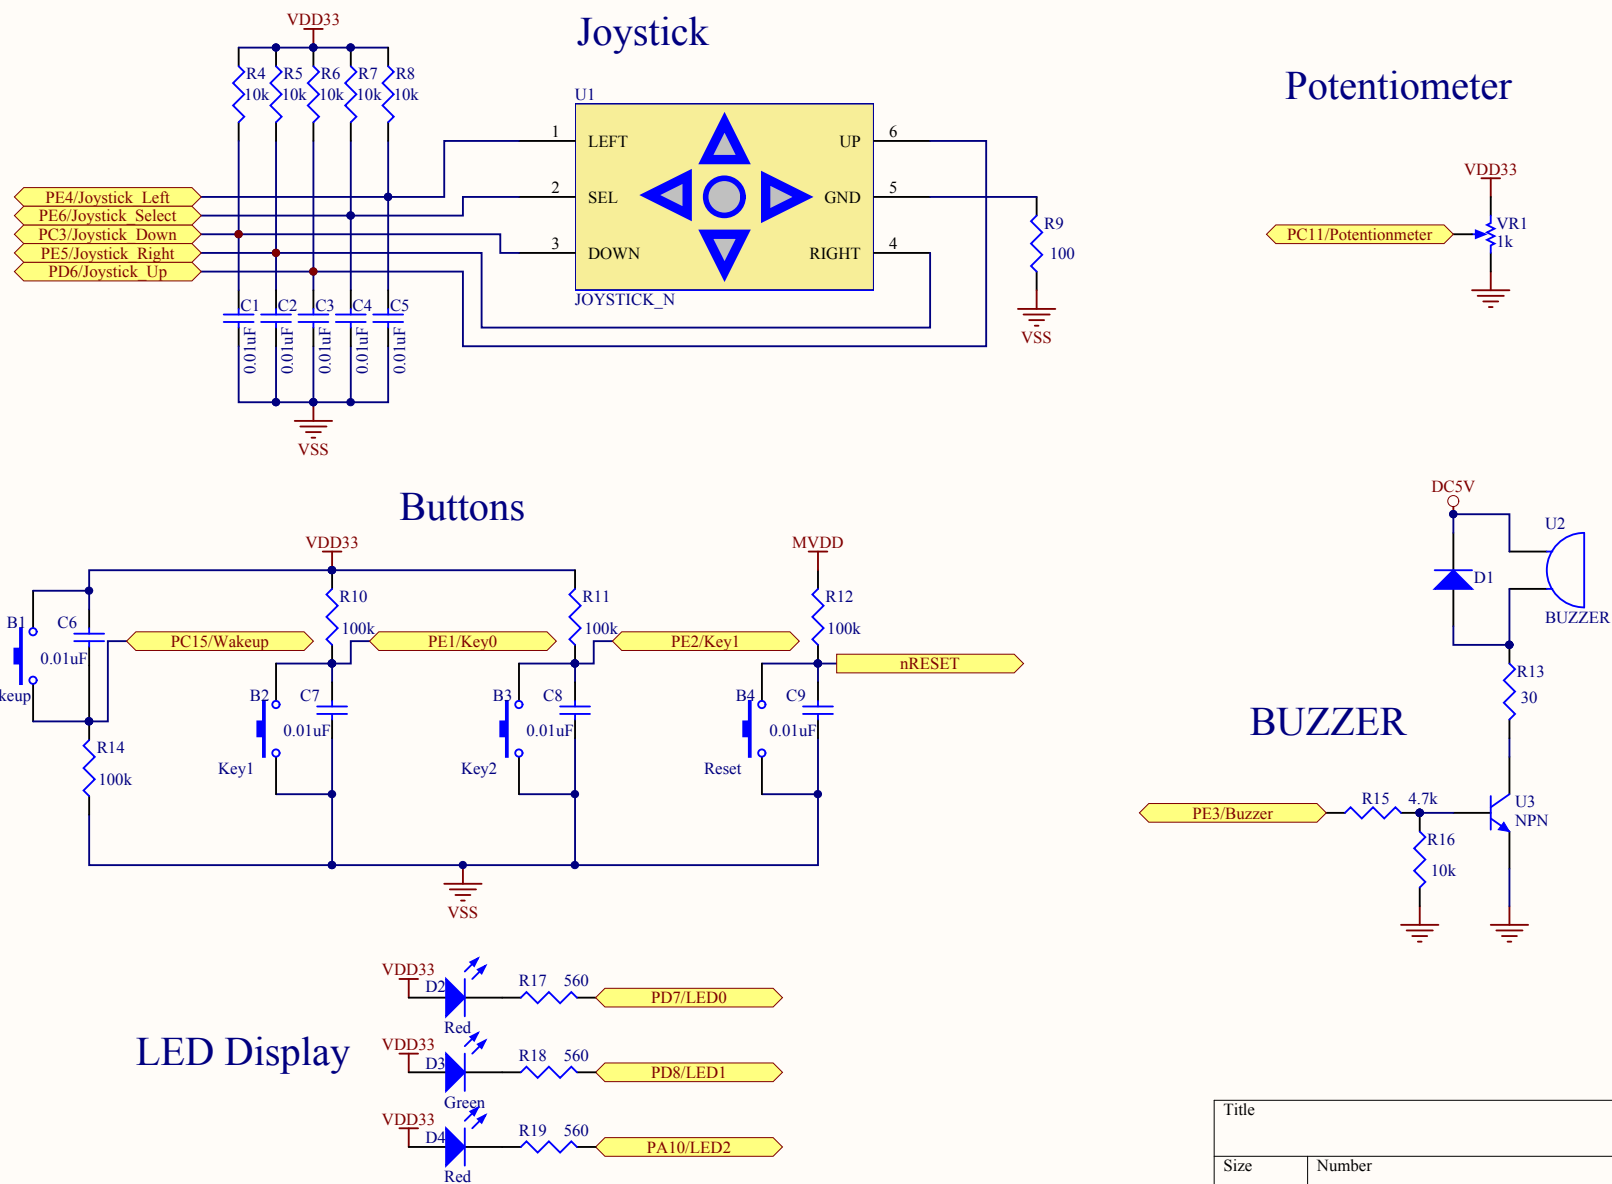 Joystick
VDD33
R4 R5 R6 R7 R8
10k 10k 10k 10k 10k
U1
1 LEFT UP 6
2 SEL GND 5
3 DOWN RIGHT 4
JOYSTICK_N
PE4/Joystick_Left
PE6/Joystick_Select
PC3/Joystick_Down
PE5/Joystick_Right
PD6/Joystick_Up
R9
100
VSS
C1 C2 C3 C4 C5
0.01uF 0.01uF 0.01uF 0.01uF 0.01uF
VSS
Potentiometer
VDD33
PC11/Potentionmeter
VR1
1k
Buttons
VDD33
MVDD
B1 C6
0.01uF
keup
PC15/Wakeup
R14
100k
R10
100k
PE1/Key0
B2 C7
0.01uF
Key1
R11
100k
PE2/Key1
B3 C8
0.01uF
Key2
R12
100k
nRESET
B4 C9
0.01uF
Reset
VSS
DC5V
U2
D1
BUZZER
R13
30
BUZZER
PE3/Buzzer
R15 4.7k
U3
NPN
R16
10k
LED Display
VDD33
D2
Red
R17 560
PD7/LED0
VDD33
D3
Green
R18 560
PD8/LED1
VDD33
D4
Red
R19 560
PA10/LED2
Title
Size Number